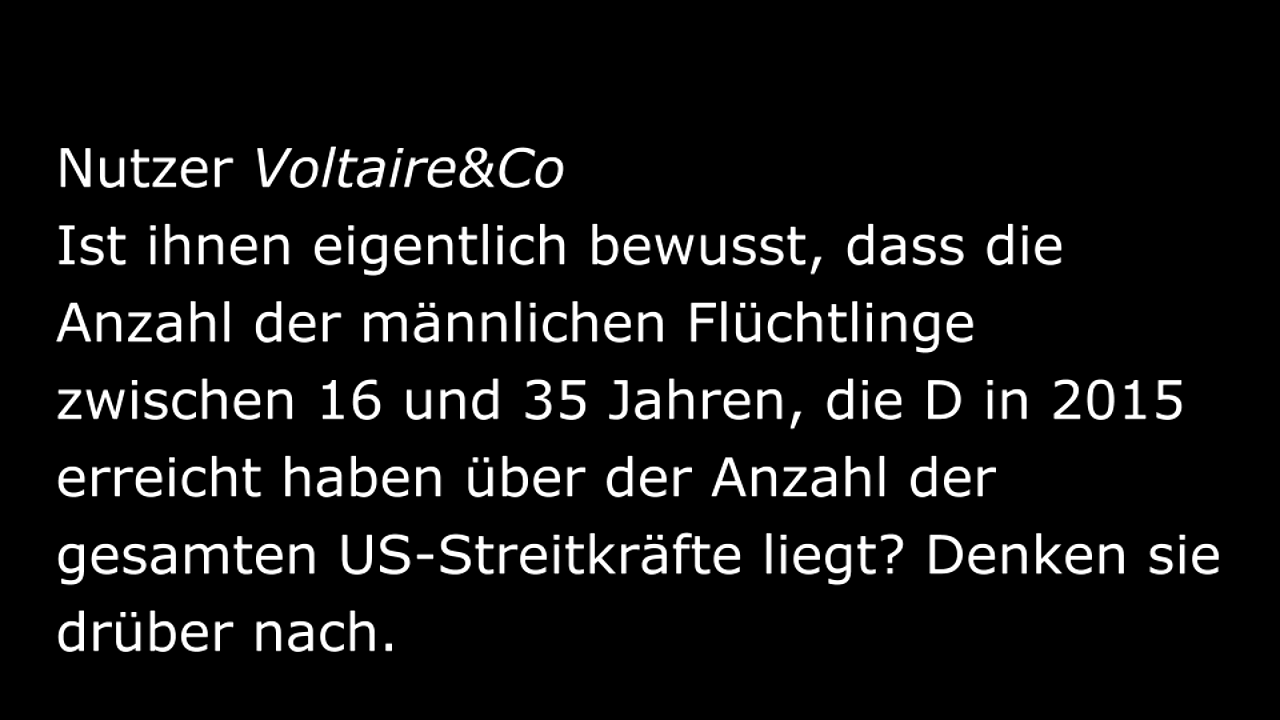 Nutzer Voltaire&Co
Ist ihnen eigentlich bewusst, dass die
Anzahl der männlichen Flüchtlinge
zwischen 16 und 35 Jahren, die D in 2015
erreicht haben über der Anzahl der
gesamten US-Streitkräfte liegt? Denken sie
drüber nach.